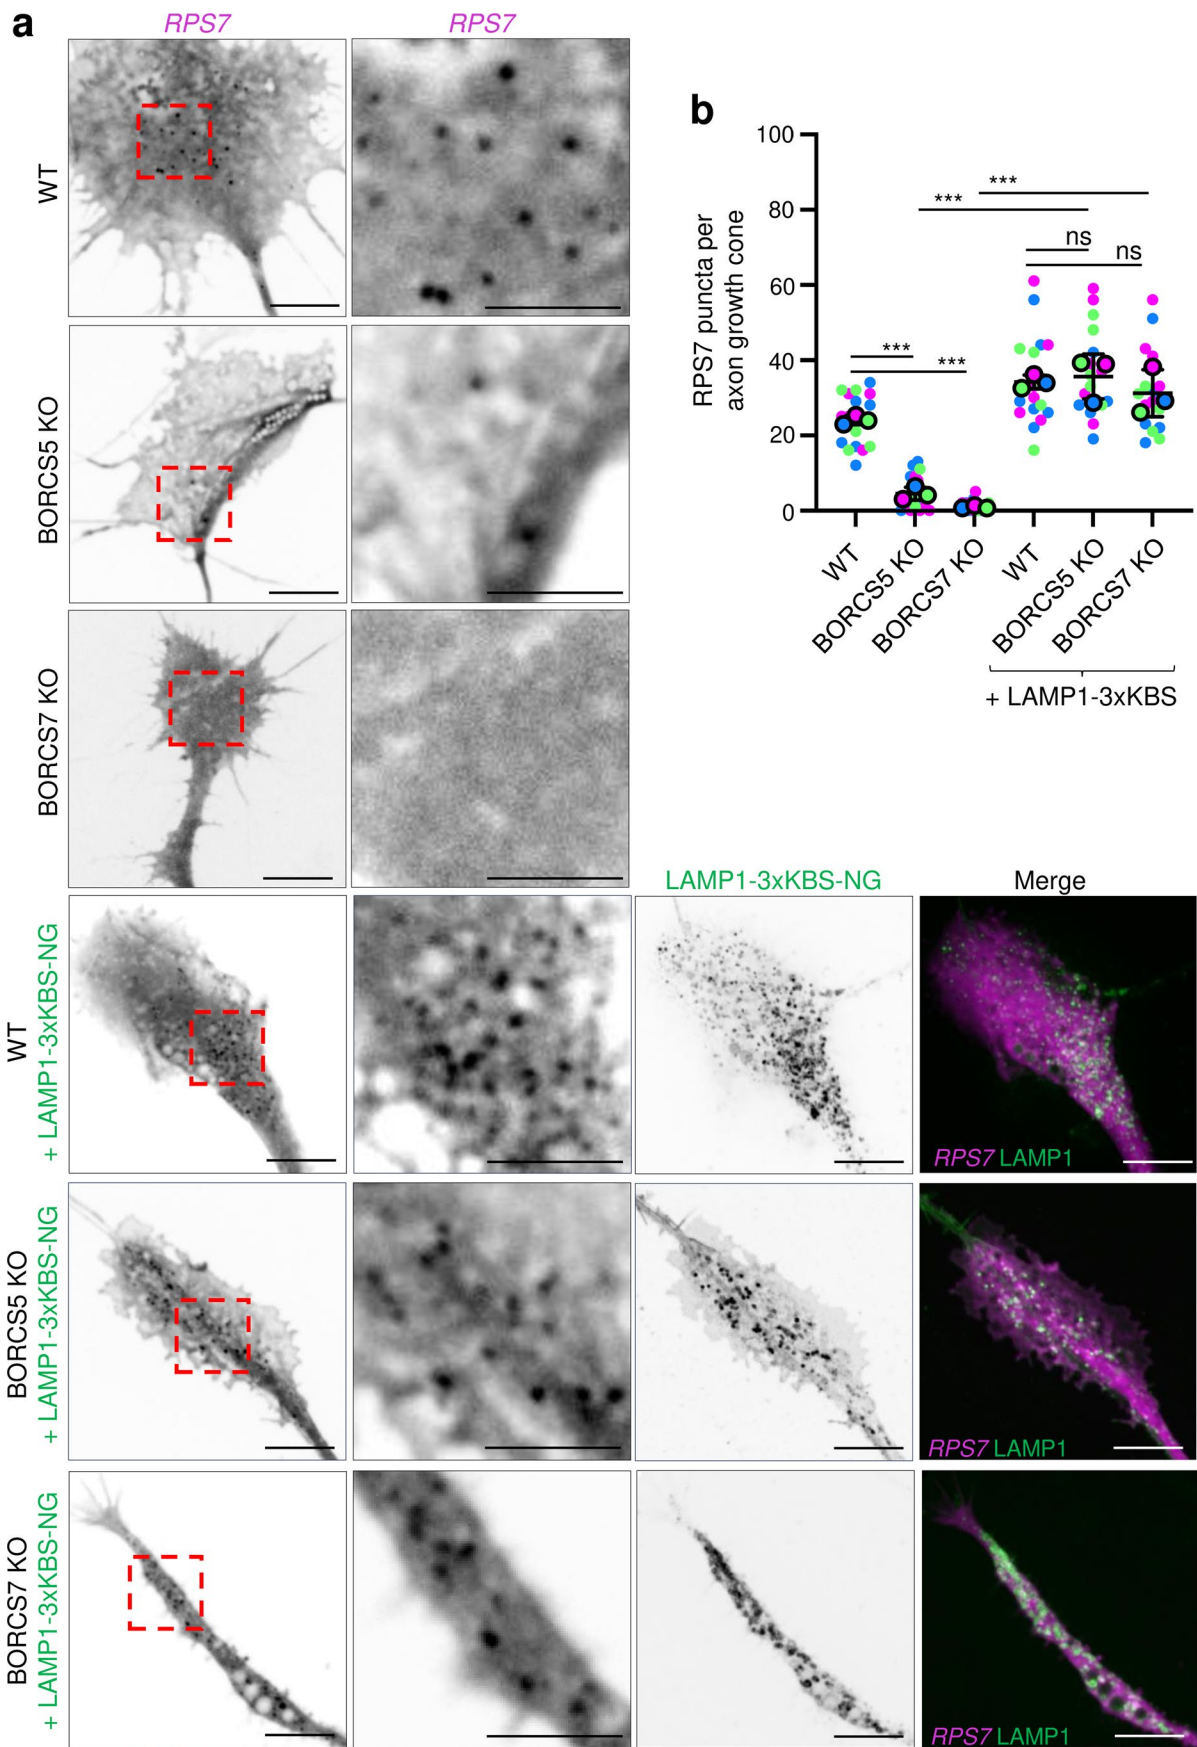 a
RPS7
RPS7
WT
BORCS5 KO
BORCS7 KO
b
RPS7 puncta per
axon growth cone
100
80
60
40
20
0
***
***
***
***
ns
ns
WT
BORCS5 KO
BORCS7 KO
WT
BORCS5 KO
BORCS7 KO
+ LAMP1-3xKBS
LAMP1-3xKBS-NG
Merge
WT
+ LAMP1-3xKBS-NG
RPS7 LAMP1
BORCS5 KO
+ LAMP1-3xKBS-NG
RPS7 LAMP1
BORCS7 KO
+ LAMP1-3xKBS-NG
RPS7 LAMP1